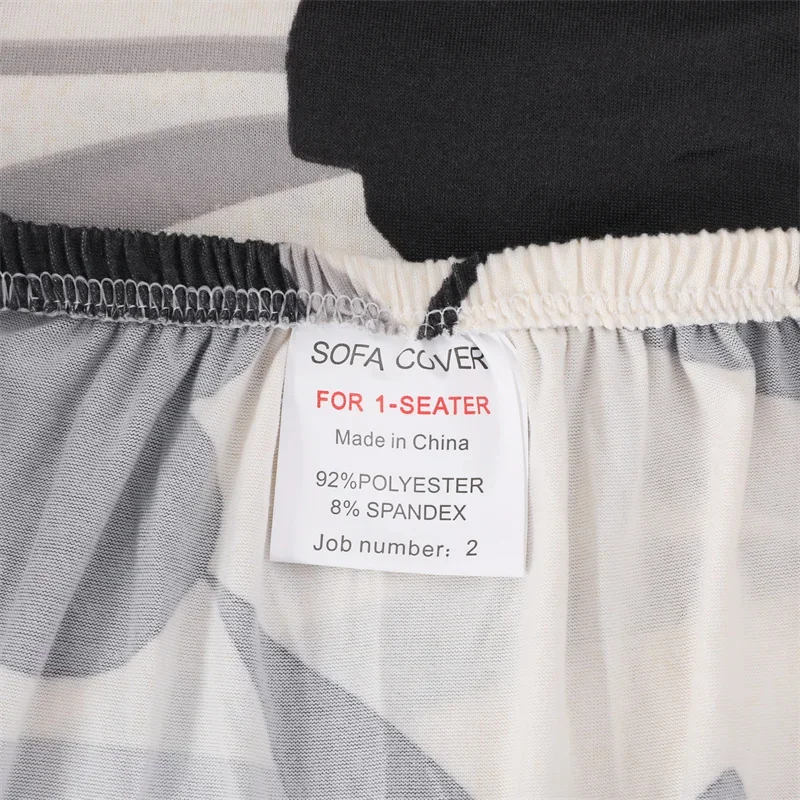 SOFA COVER
FOR 1-SEATER
Made in China
92%POLYESTER
8% SPANDEX
Job number: 2